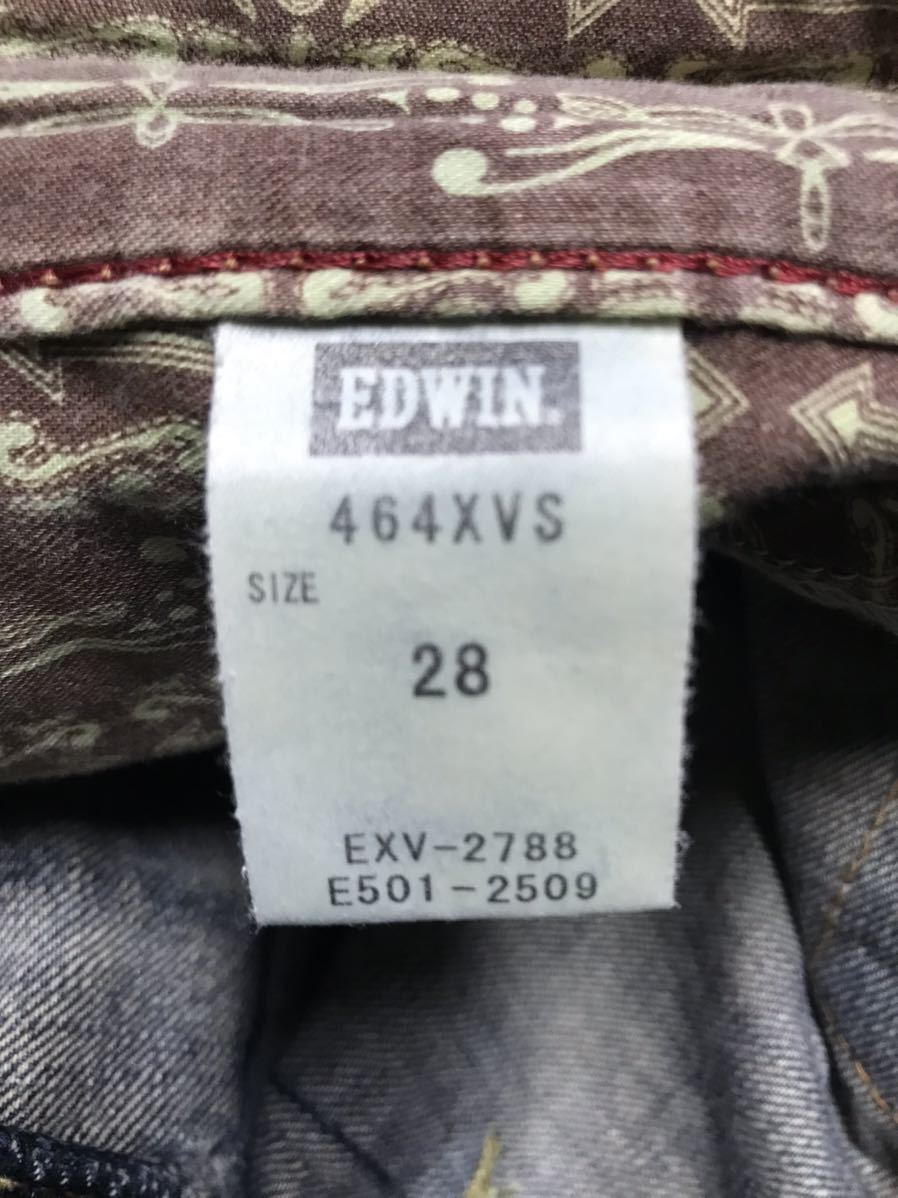 EDWIN.
464XVS
SIZE
28
EXV-2788
E501-2509